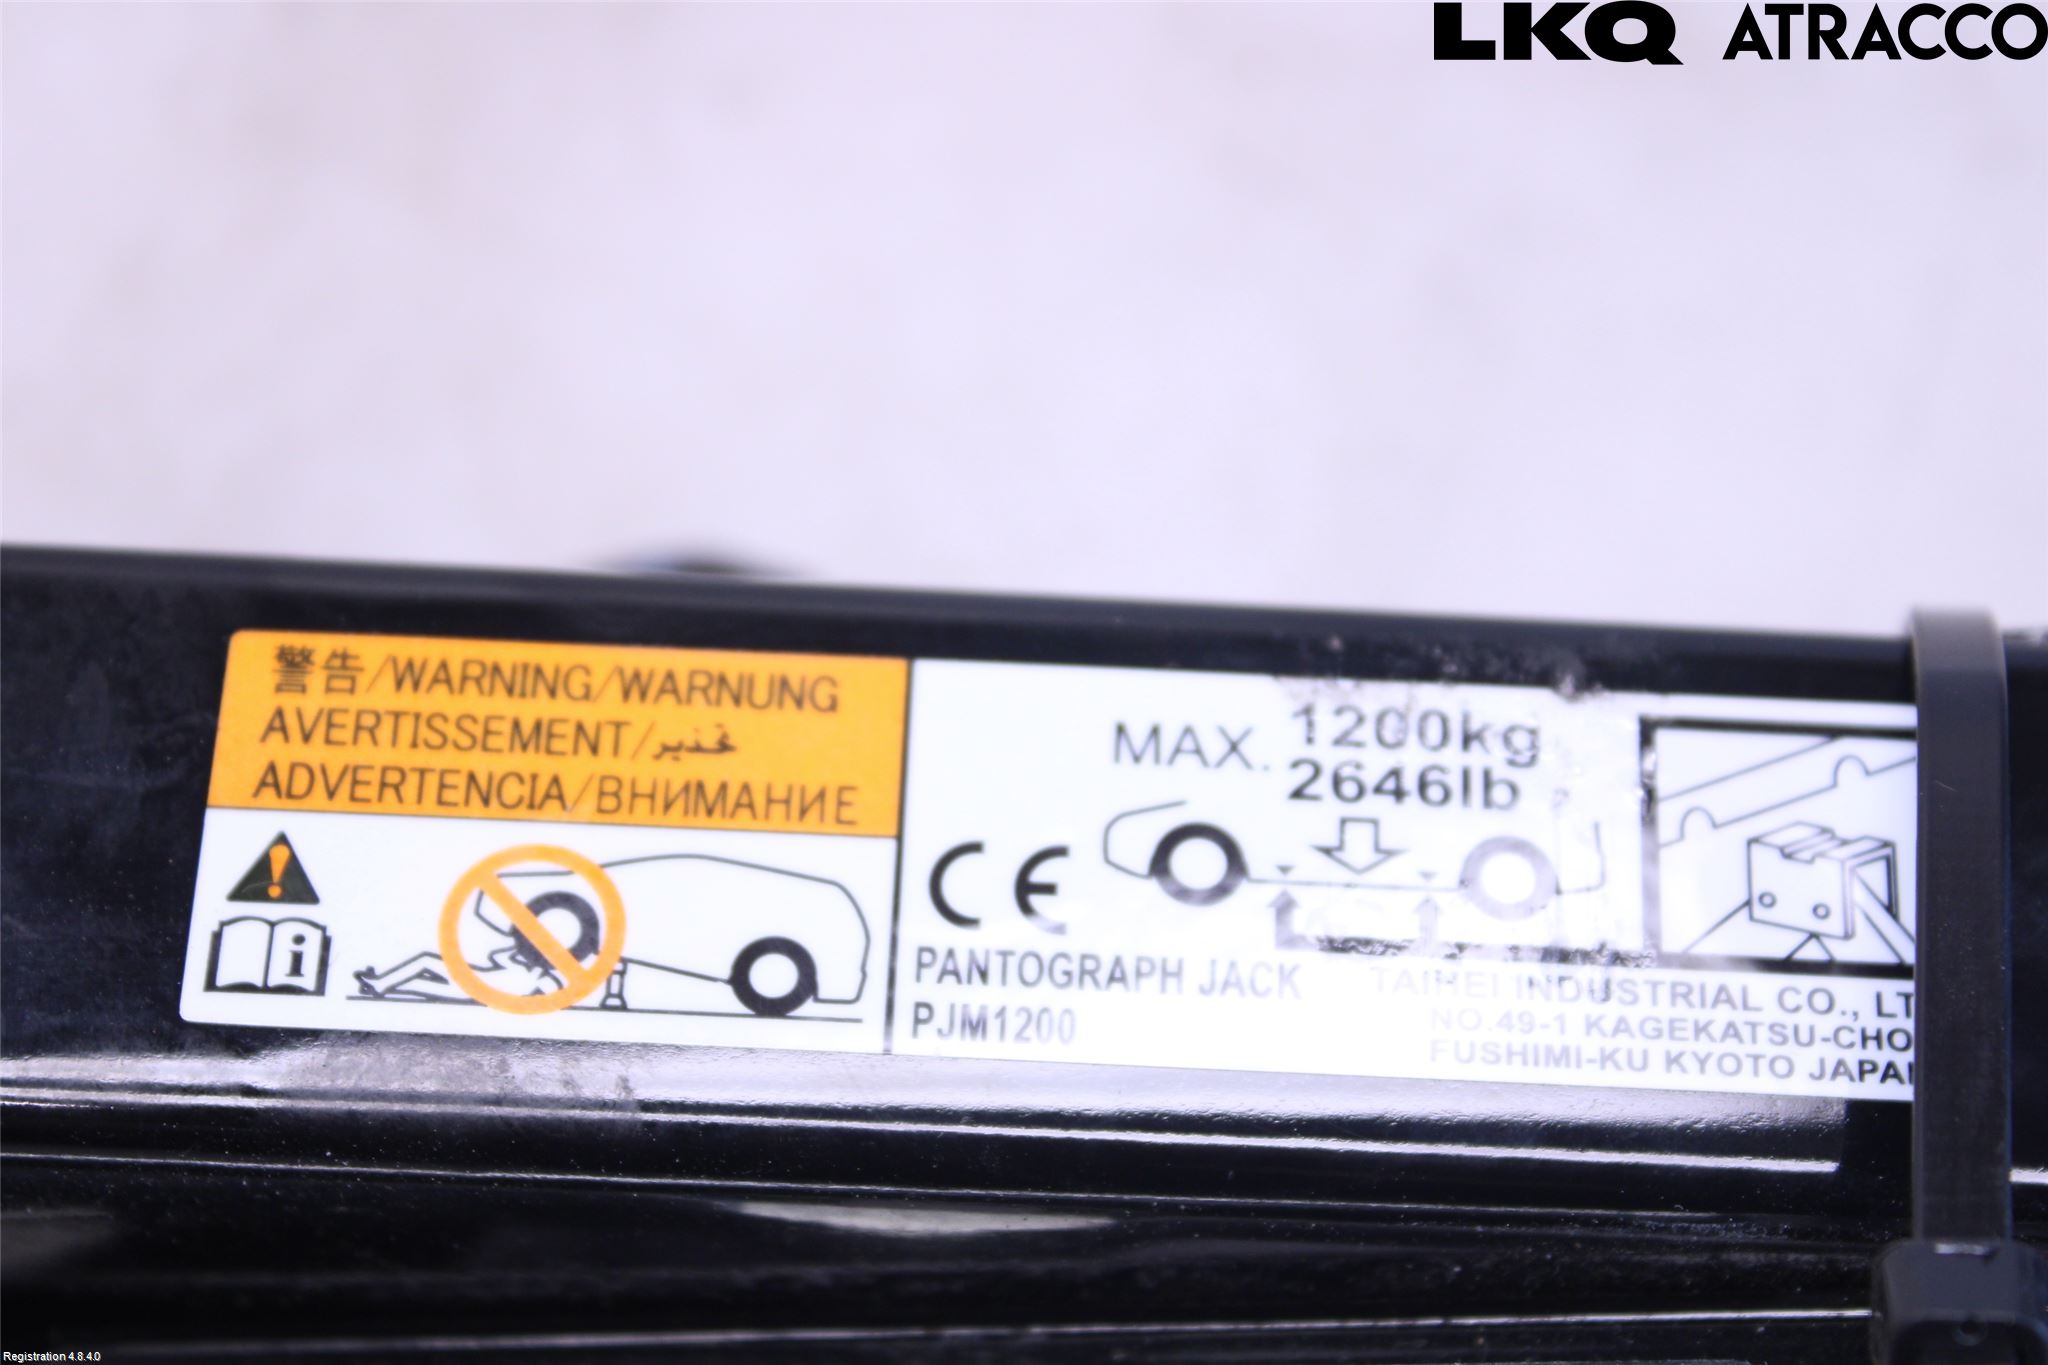 LKQ ATRACCO
警告/WARNING/WARNUNG
AVERTISSEMENT/تحذير
ADVERTENCIA/ВНИМАНИЕ
MAX. 1200kg
2646lb
CE
PANTOGRAPH JACK
PJM1200
TAIHEI INDUSTRIAL CO., LT
NO.49-1 KAGEKATSU-CHO
FUSHIMI-KU KYOTO JAPAN
Registration 4.8.4.0